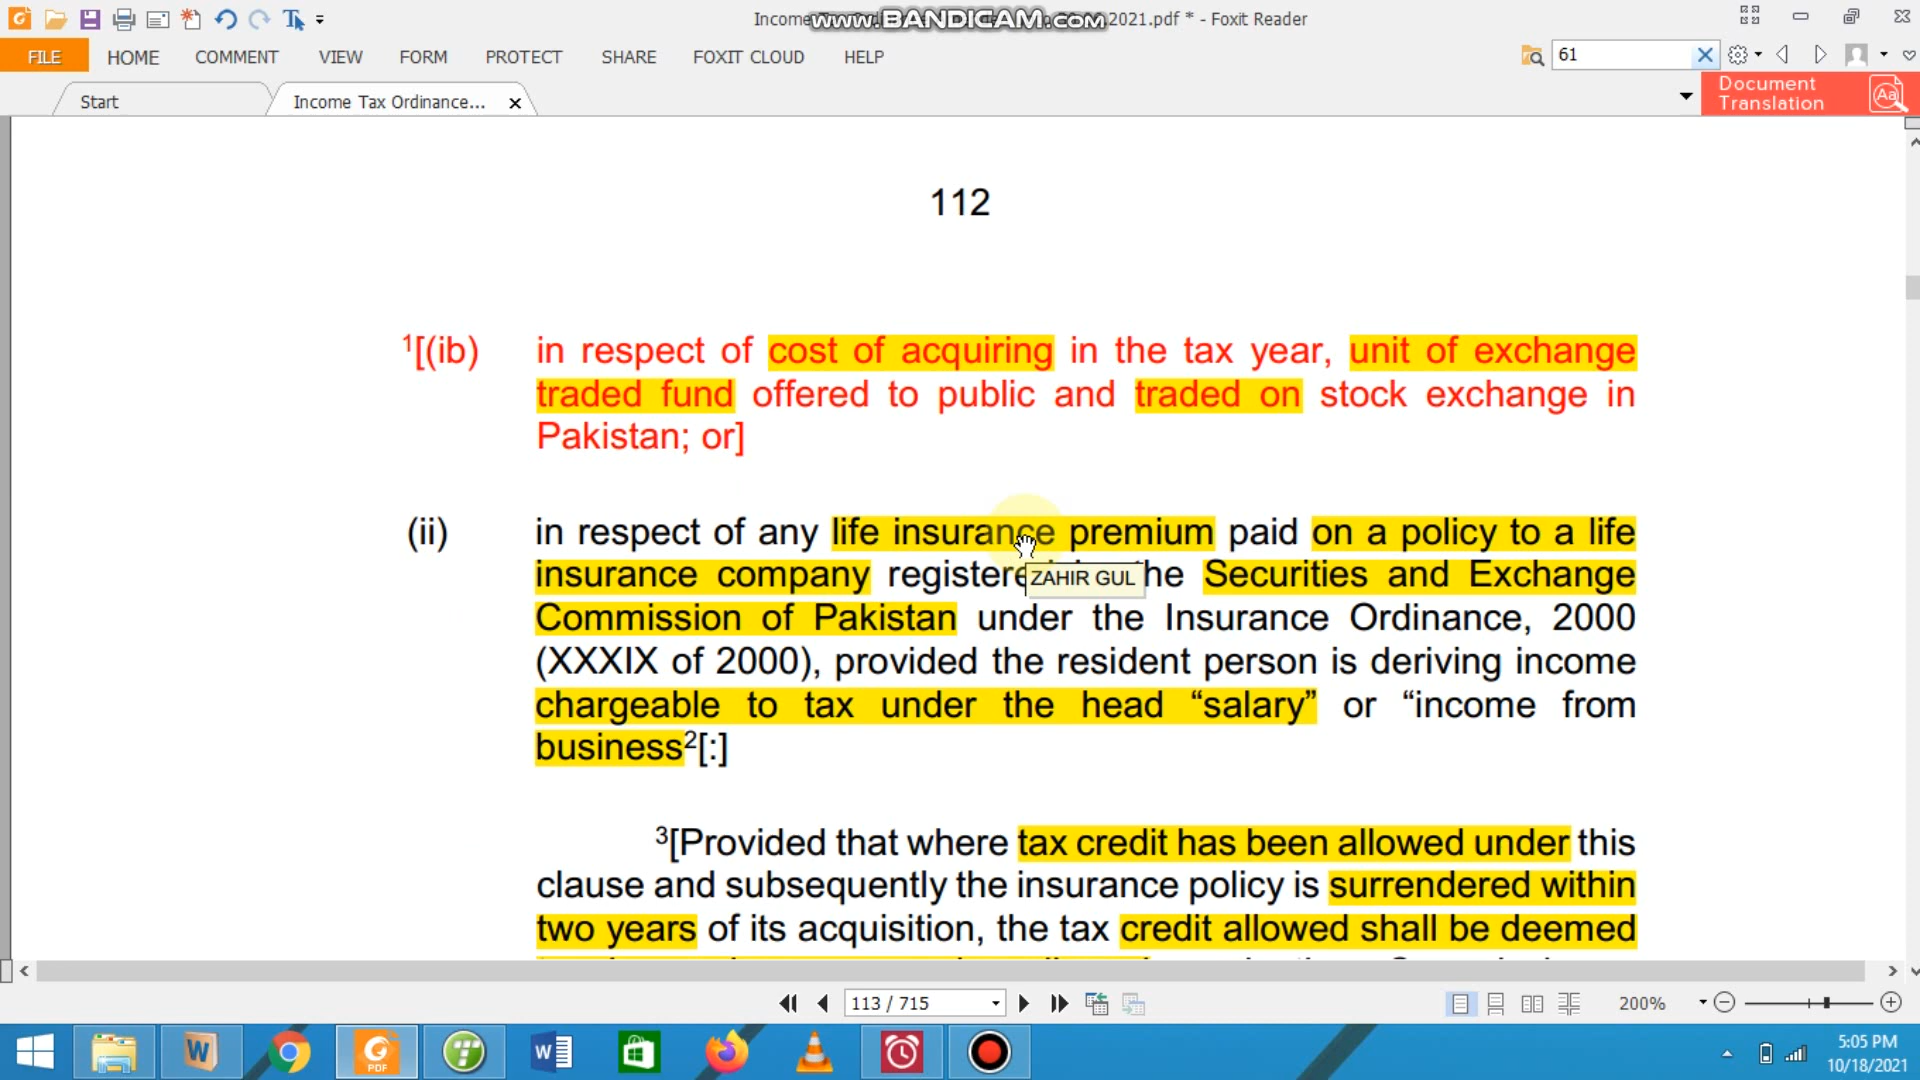 Income Tax Or www.BANDICAM.com 2021.pdf * - Foxit Reader
FILE HOME COMMENT VIEW FORM PROTECT SHARE FOXIT CLOUD HELP 61
Start Income Tax Ordinance...
Document
Translation
112
1[(ib) in respect of cost of acquiring in the tax year, unit of exchange
traded fund offered to public and traded on stock exchange in
Pakistan; or]
(ii) in respect of any life insurance premium paid on a policy to a life
insurance company registere the Securities and Exchange
ZAHIR GUL
Commission of Pakistan under the Insurance Ordinance, 2000
(XXXIX of 2000), provided the resident person is deriving income
chargeable to tax under the head “salary” or “income from
business2[:]
3[Provided that where tax credit has been allowed under this
clause and subsequently the insurance policy is surrendered within
two years of its acquisition, the tax credit allowed shall be deemed
113 / 715 200%
5:05 PM
10/18/2021